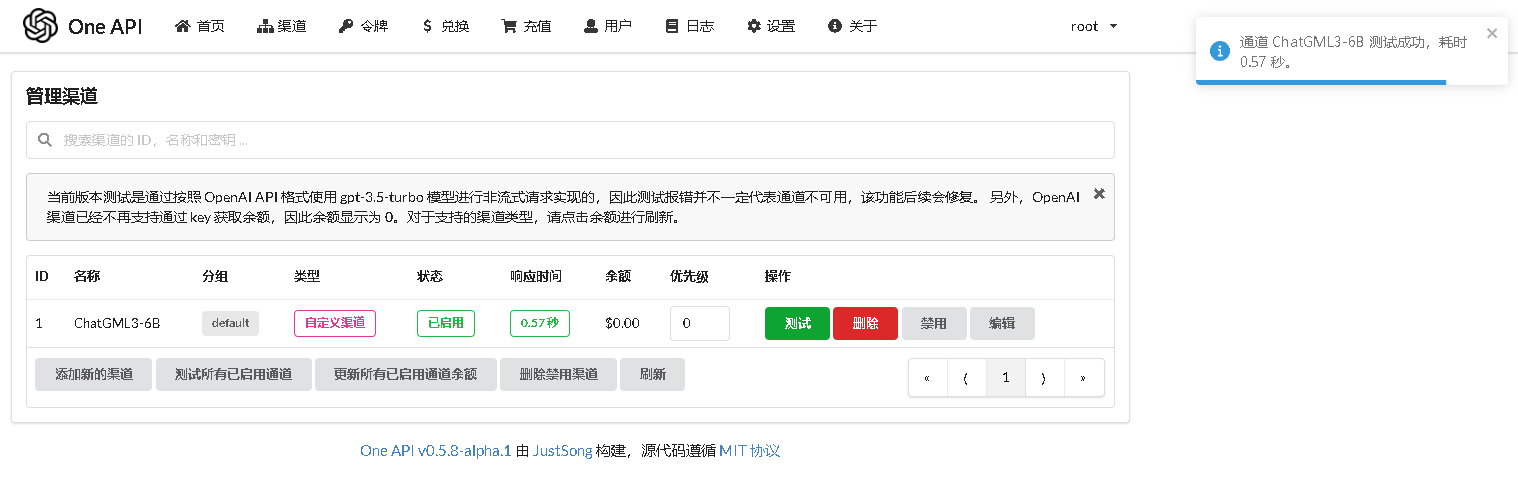 One API 首页 渠道 令牌 兑换 充值 用户 日志 设置 关于 root
通道 ChatGML3-6B 测试成功，耗时
0.57 秒。
管理渠道
搜索渠道的 ID，名称和密钥 ...
当前版本测试是通过按照 OpenAI API 格式使用 gpt-3.5-turbo 模型进行非流式请求实现的，因此测试报错并不一定代表通道不可用，该功能后续会修复。 另外，OpenAI
渠道已经不再支持通过 key 获取余额，因此余额显示为 0。对于支持的渠道类型，请点击余额进行刷新。
ID 名称 分组 类型 状态 响应时间 余额 优先级 操作
1 ChatGML3-6B default 自定义渠道 已启用 0.57 秒 $0.00 0 测试 删除 禁用 编辑
添加新的渠道 测试所有已启用通道 更新所有已启用通道余额 删除禁用渠道 刷新 « ⟨ 1 ⟩ »
One API v0.5.8-alpha.1 由 JustSong 构建，源代码遵循 MIT 协议